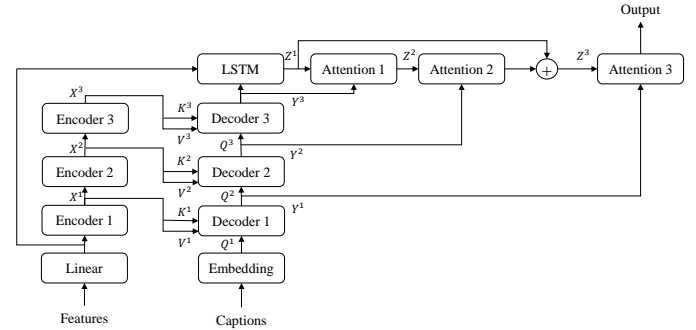 Output
Z¹
Z²
Z³
LSTM
Attention 1
Attention 2
+
Attention 3
X³
K³
Y³
Encoder 3
Decoder 3
V³
X²
Q³
Y²
K²
Encoder 2
Decoder 2
V²
X¹
Q²
Y¹
K¹
Encoder 1
Decoder 1
V¹
Q¹
Linear
Embedding
Features
Captions